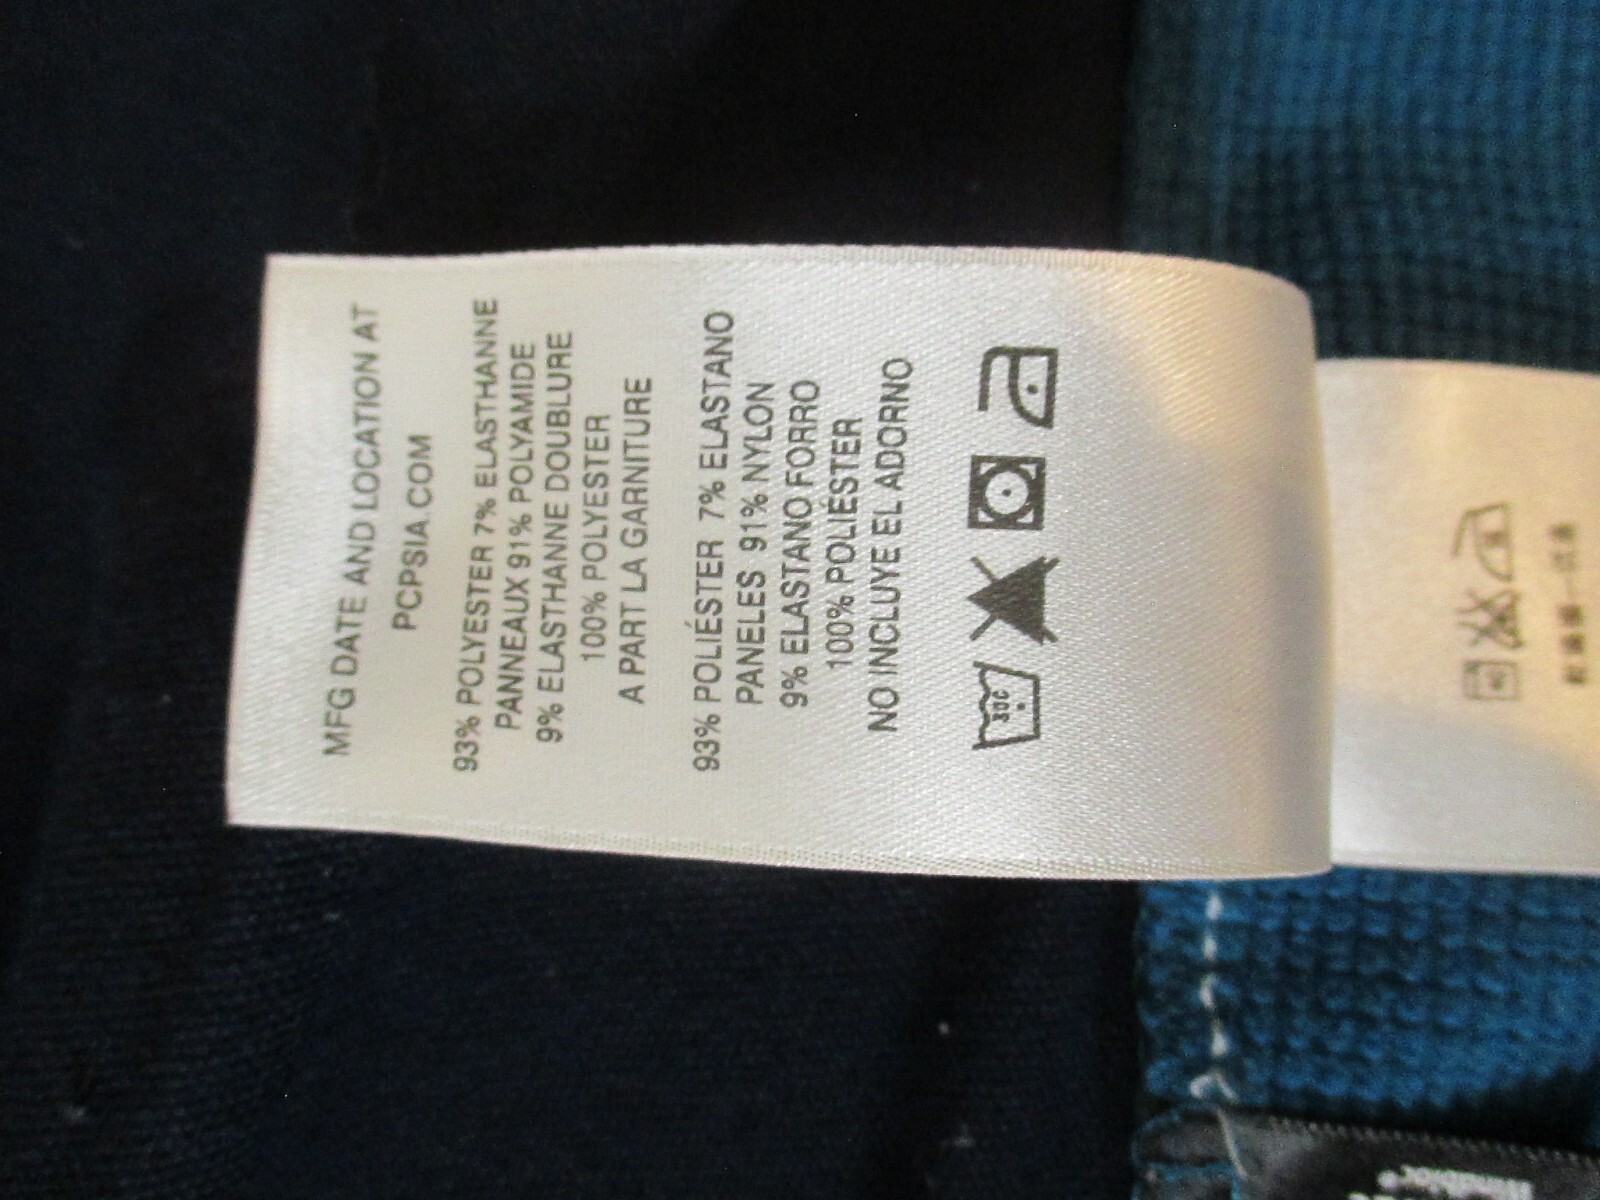 MFG DATE AND LOCATION AT
PCPSIA.COM
93% POLYESTER 7% ELASTHANNE
PANNEAUX 91% POLYAMIDE
9% ELASTHANNE DOUBLURE
100% POLYESTER
A PART LA GARNITURE
93% POLIÉSTER 7% ELASTANO
PANELES 91% NYLON
9% ELASTANO FORRO
100% POLIÉSTER
NO INCLUYE EL ADORNO
30C